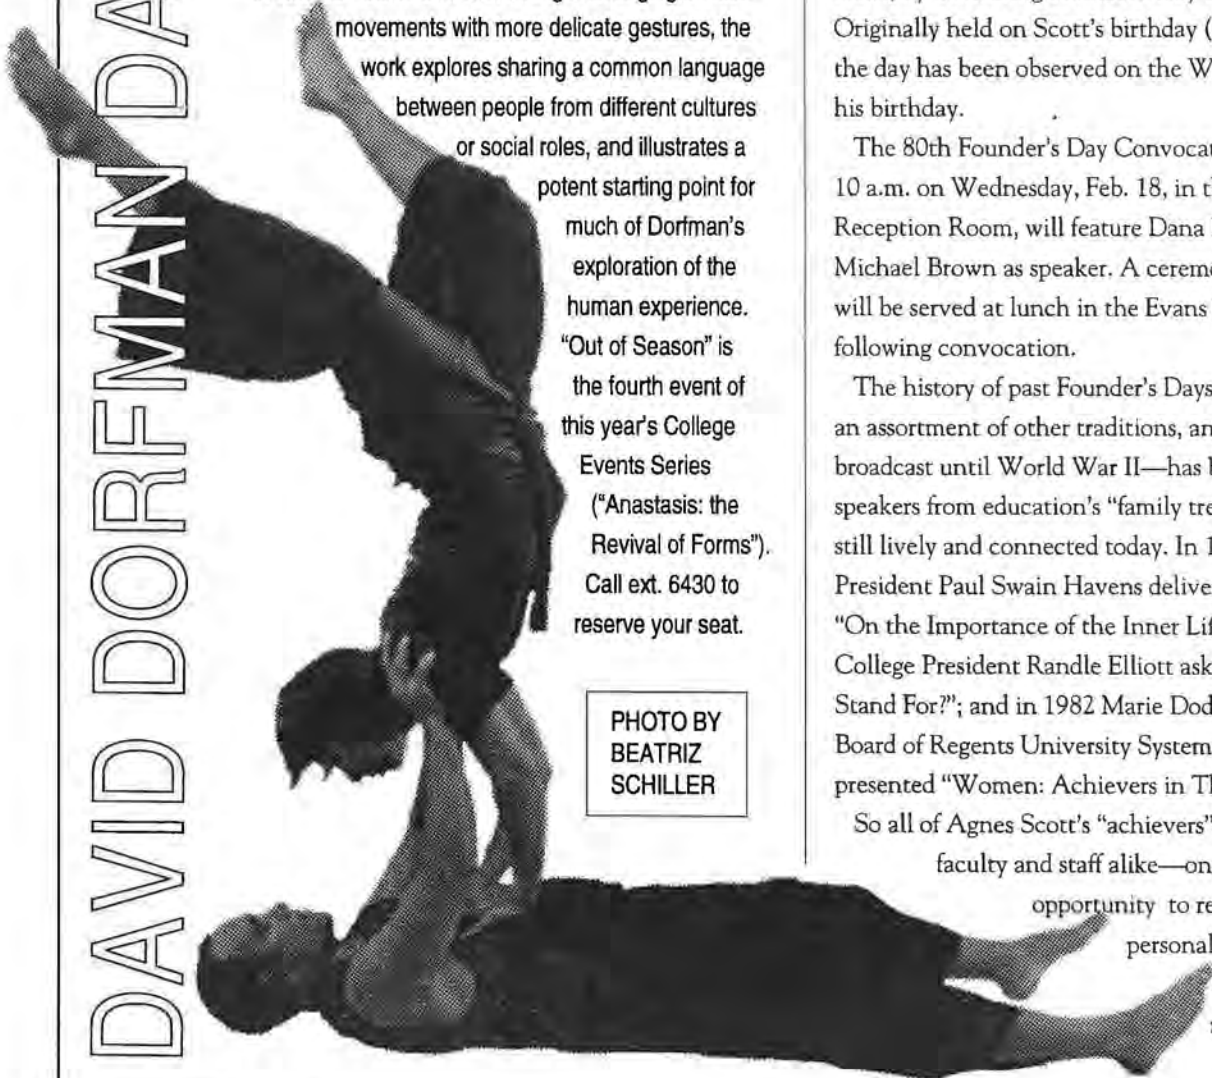 DAVID DORFMAN DA
movements with more delicate gestures, the
work explores sharing a common language
between people from different cultures
or social roles, and illustrates a
potent starting point for
much of Dorfman's
exploration of the
human experience.
“Out of Season” is
the fourth event of
this year's College
Events Series
(“Anastasis: the
Revival of Forms”).
Call ext. 6430 to
reserve your seat.
PHOTO BY
BEATRIZ
SCHILLER
Originally held on Scott's birthday (
the day has been observed on the W
his birthday.
The 80th Founder's Day Convoca
10 a.m. on Wednesday, Feb. 18, in t
Reception Room, will feature Dana
Michael Brown as speaker. A cerem
will be served at lunch in the Evans
following convocation.
The history of past Founder's Days
an assortment of other traditions, an
broadcast until World War II—has
speakers from education's “family tre
still lively and connected today. In 1
President Paul Swain Havens delive
“On the Importance of the Inner Lif
College President Randle Elliott ask
Stand For?”; and in 1982 Marie Dod
Board of Regents University System
presented “Women: Achievers in Th
So all of Agnes Scott's “achievers”
faculty and staff alike—on
opportunity to re
personal